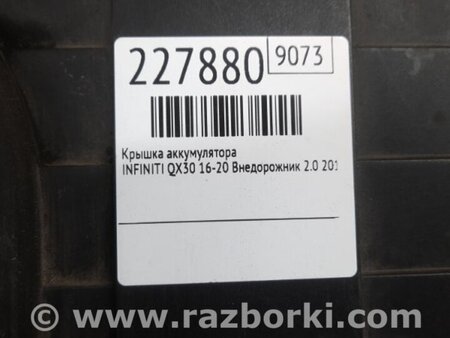 227880 9073
Крышка аккумулятора
INFINITI QX30 16-20 Внедорожник 2.0 201
© www.razborki.com